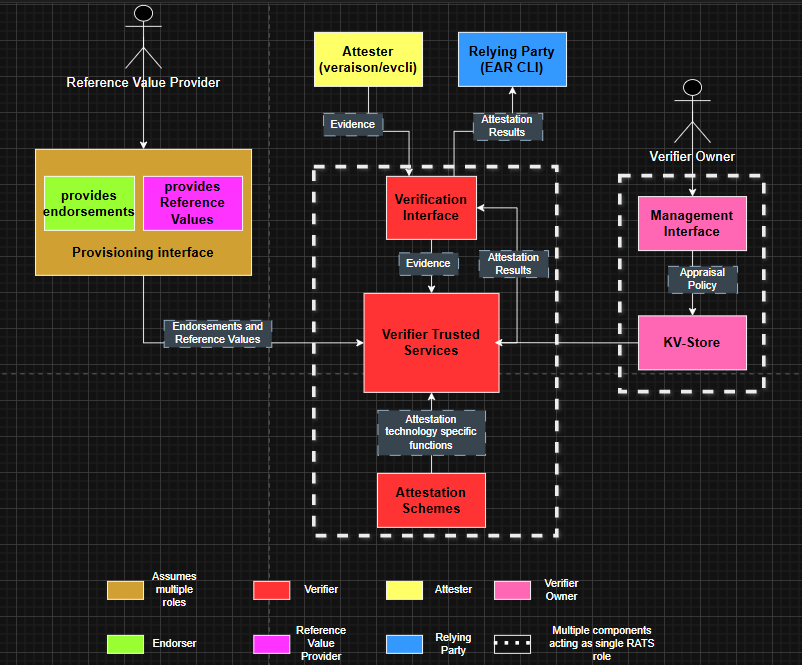 Attester
(veraison/evcli)
Relying Party
(EAR CLI)
Reference Value Provider
Evidence
Attestation
Results
Verifier Owner
provides
endorsements
provides
Reference
Values
Provisioning interface
Verification
Interface
Management
Interface
Evidence
Attestation
Results
Appraisal
Policy
Endorsements and
Reference Values
Verifier Trusted
Services
KV-Store
Attestation
technology specific
functions
Attestation
Schemes
Assumes
multiple
roles
Verifier
Attester
Verifier
Owner
Endorser
Reference
Value
Provider
Relying
Party
Multiple components
acting as single RATS
role